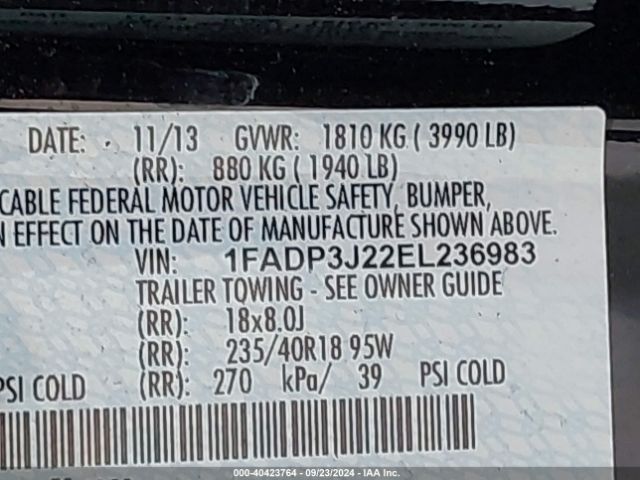 DATE: 11/13 GVWR: 1810 KG ( 3990 LB)
(RR): 880 KG ( 1940 LB)
CABLE FEDERAL MOTOR VEHICLE SAFETY, BUMPER,
N EFFECT ON THE DATE OF MANUFACTURE SHOWN ABOVE.
VIN: 1FADP3J22EL236983
TRAILER TOWING - SEE OWNER GUIDE
(RR): 18x8.0J
(RR): 235/40R18 95W
PSI COLD (RR): 270 kPa/ 39 PSI COLD
000-40423764 - 09/23/2024 - IAA Inc.